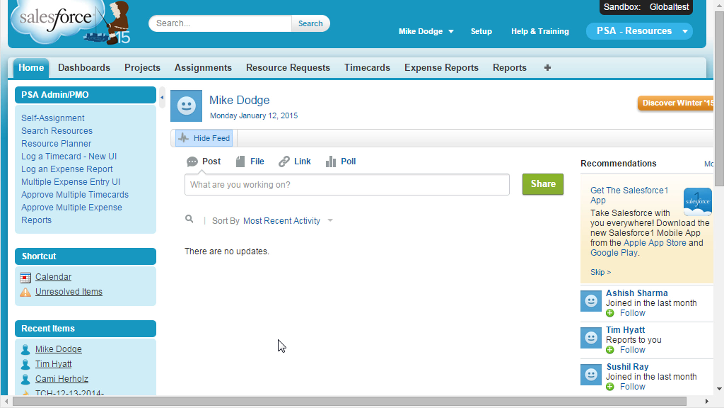 Sandbox: Globaltest
salesforce
15
Search...
Search
Mike Dodge
Setup
Help & Training
PSA - Resources
Home
Dashboards
Projects
Assignments
Resource Requests
Timecards
Expense Reports
Reports
+
PSA Admin/PMO
Self-Assignment
Search Resources
Resource Planner
Log a Timecard - New UI
Log an Expense Report
Multiple Expense Entry UI
Approve Multiple Timecards
Approve Multiple Expense
Reports
Shortcut
Calendar
Unresolved Items
Recent Items
Mike Dodge
Tim Hyatt
Cami Herholz
TCH-12-13-2014-
Mike Dodge
Monday January 12, 2015
Discover Winter '15
Hide Feed
Post
File
Link
Poll
What are you working on?
Share
Sort By Most Recent Activity
There are no updates.
Recommendations
Mo
Get The Salesforce1
App
salesforce
Take Salesforce with
you everywhere! Download the
new Salesforce1 Mobile App
from the Apple App Store and
Google Play.
Skip >
Ashish Sharma
Joined in the last month
Follow
Tim Hyatt
Reports to you
Follow
Sushil Ray
Joined in the last month
Follow